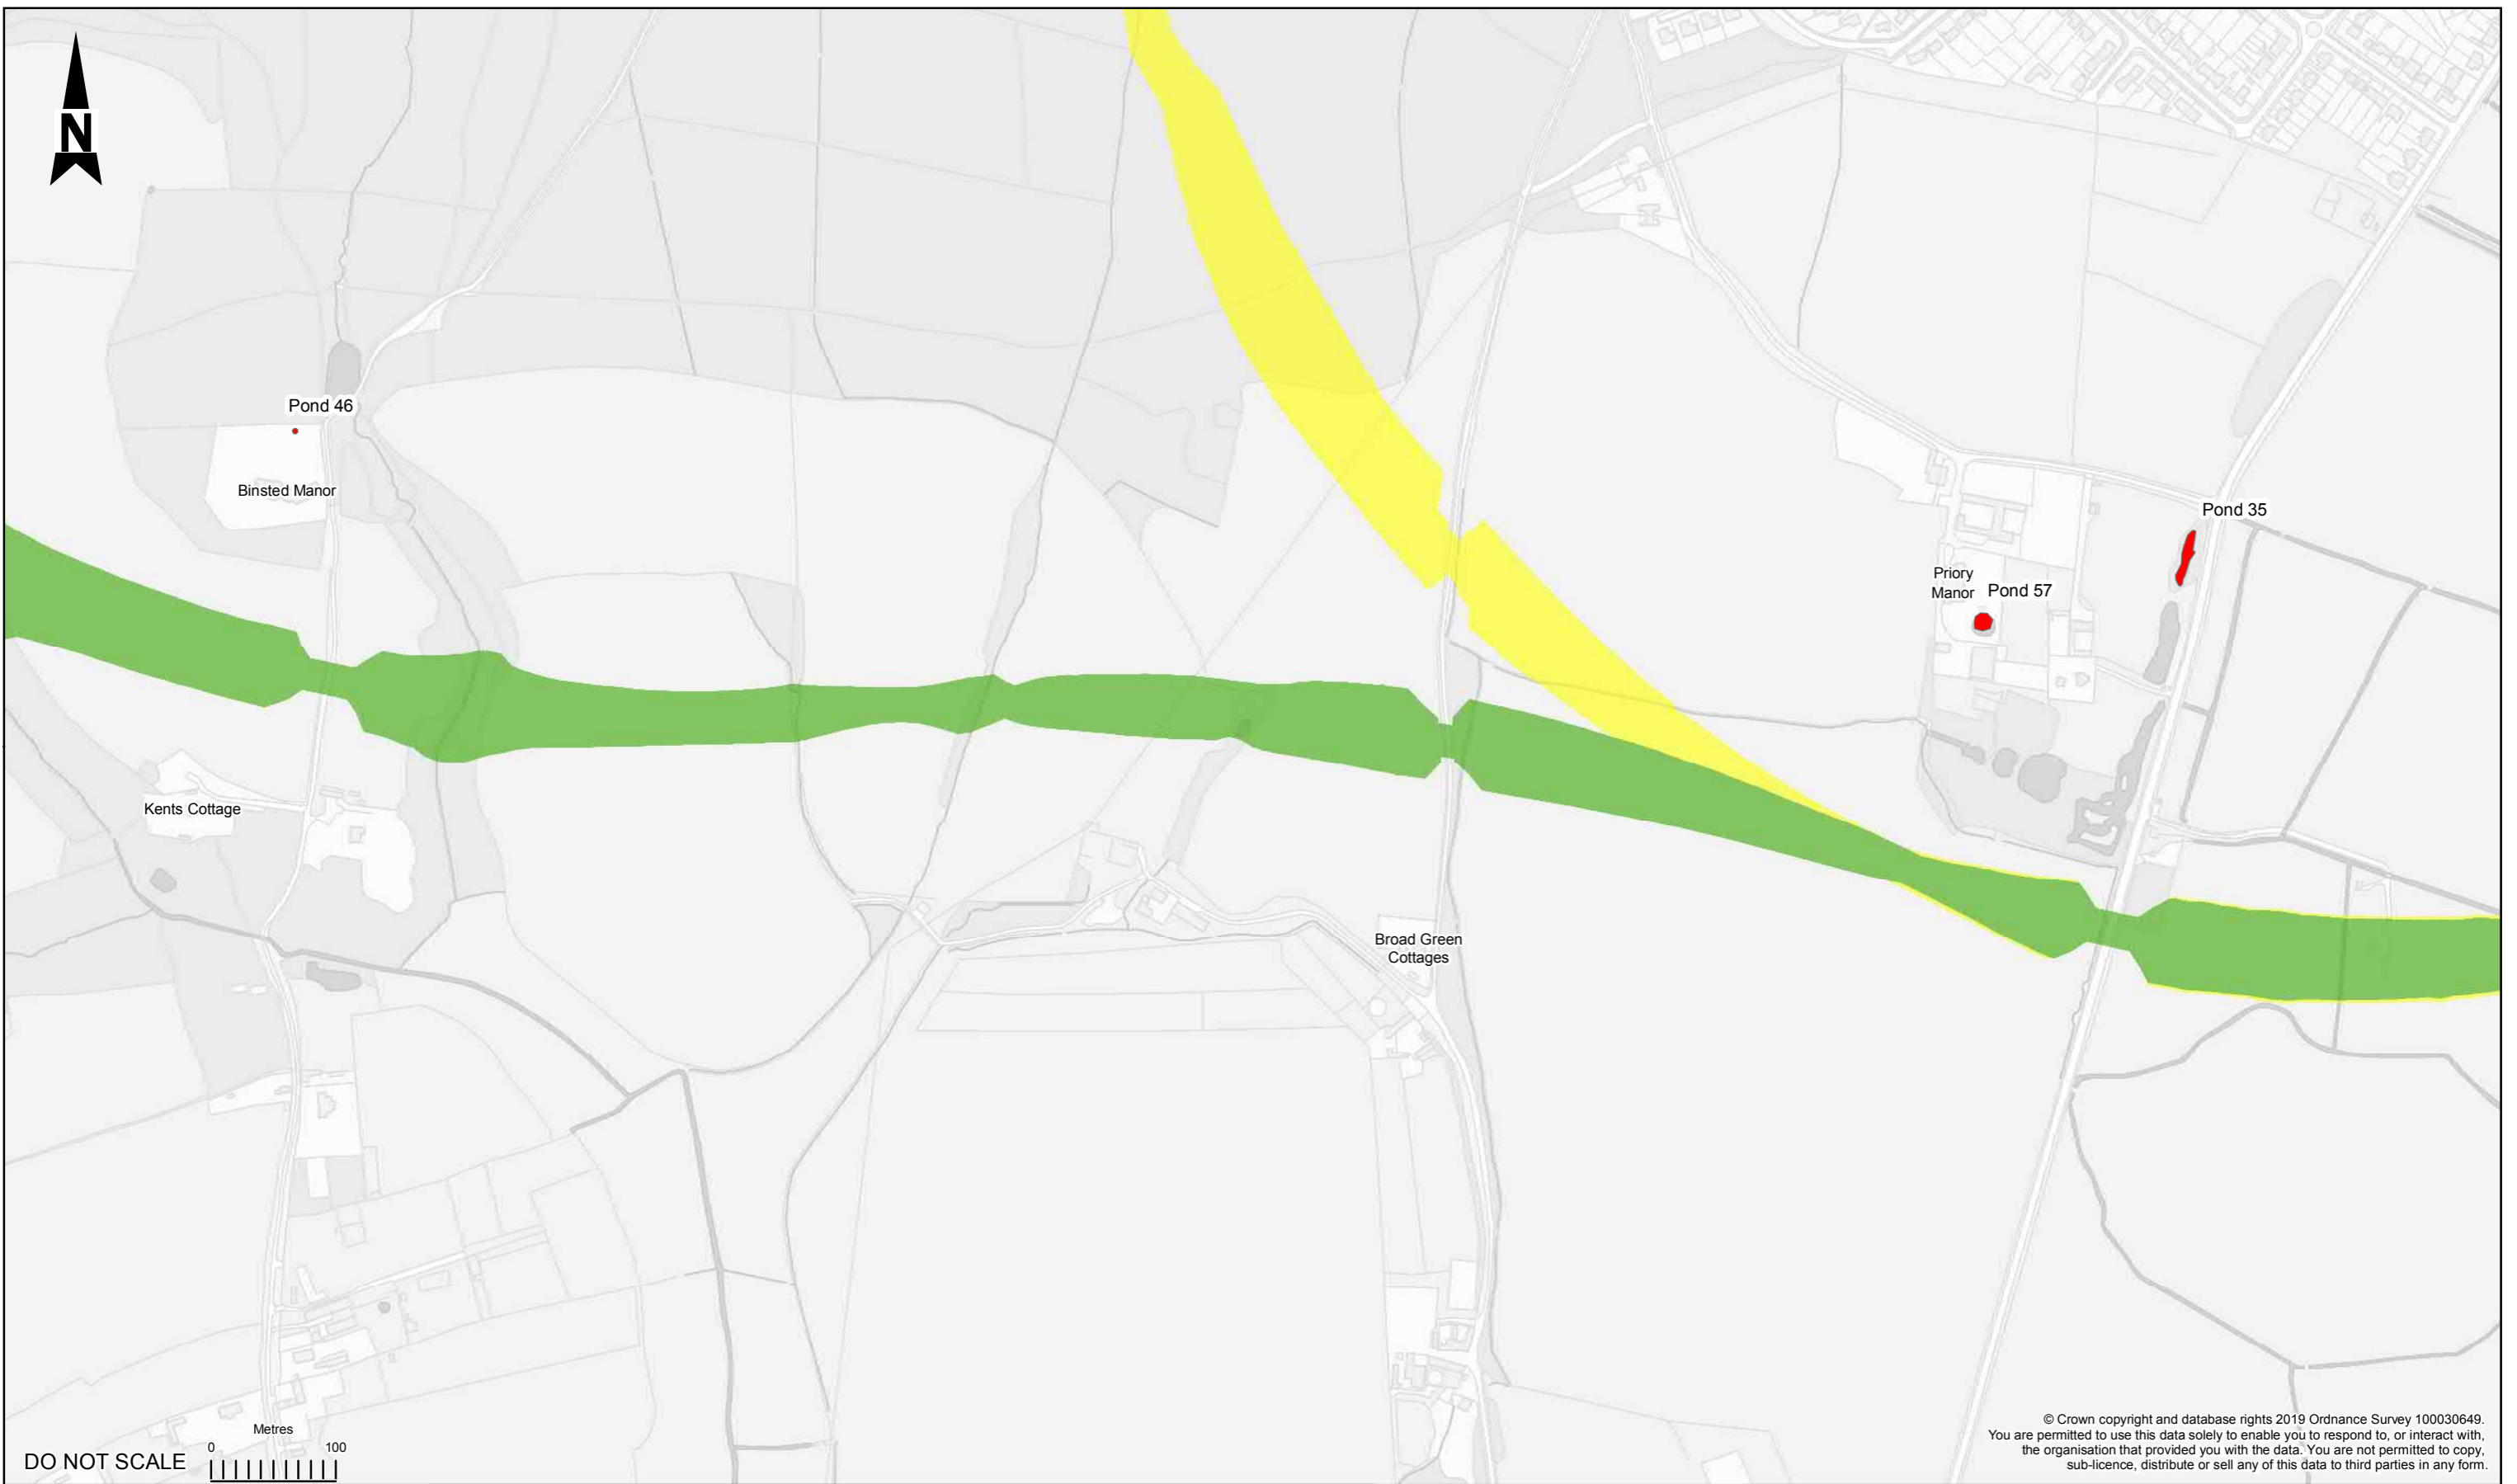 N
Pond 46
Binsted Manor
Pond 35
Priory
Manor
Pond 57
Kents Cottage
Broad Green
Cottages
Metres
0 100
DO NOT SCALE
© Crown copyright and database rights 2019 Ordnance Survey 100030649.
You are permitted to use this data solely to enable you to respond to, or interact with,
the organisation that provided you with the data. You are not permitted to copy,
sub-licence, distribute or sell any of this data to third parties in any form.